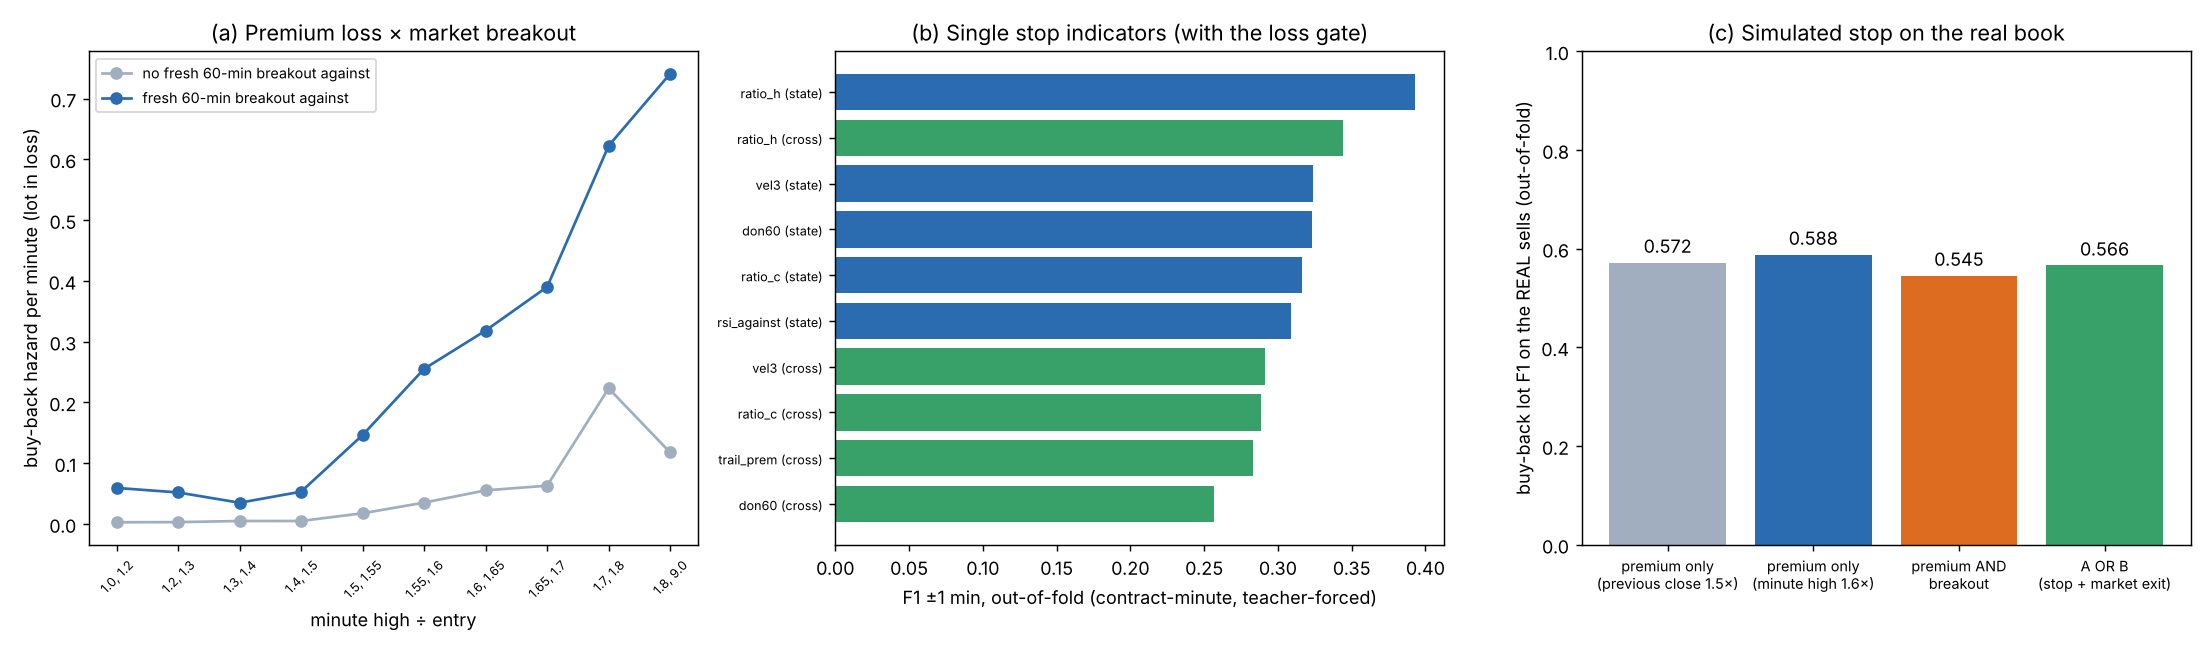 (a) Premium loss × market breakout
no fresh 60-min breakout against
fresh 60-min breakout against
buy-back hazard per minute (lot in loss)
0.7
0.6
0.5
0.4
0.3
0.2
0.1
0.0
1.0, 1.2
1.2, 1.3
1.3, 1.4
1.4, 1.5
1.5, 1.55
1.55, 1.6
1.6, 1.65
1.65, 1.7
1.7, 1.8
1.8, 9.0
minute high ÷ entry
(b) Single stop indicators (with the loss gate)
ratio_h (state)
ratio_h (cross)
vel3 (state)
don60 (state)
ratio_c (state)
rsi_against (state)
vel3 (cross)
ratio_c (cross)
trail_prem (cross)
don60 (cross)
0.00 0.05 0.10 0.15 0.20 0.25 0.30 0.35 0.40
F1 ±1 min, out-of-fold (contract-minute, teacher-forced)
(c) Simulated stop on the real book
buy-back lot F1 on the REAL sells (out-of-fold)
1.0
0.8
0.6
0.4
0.2
0.0
0.572
0.588
0.545
0.566
premium only
(previous close 1.5×)
premium only
(minute high 1.6×)
premium AND
breakout
A OR B
(stop + market exit)